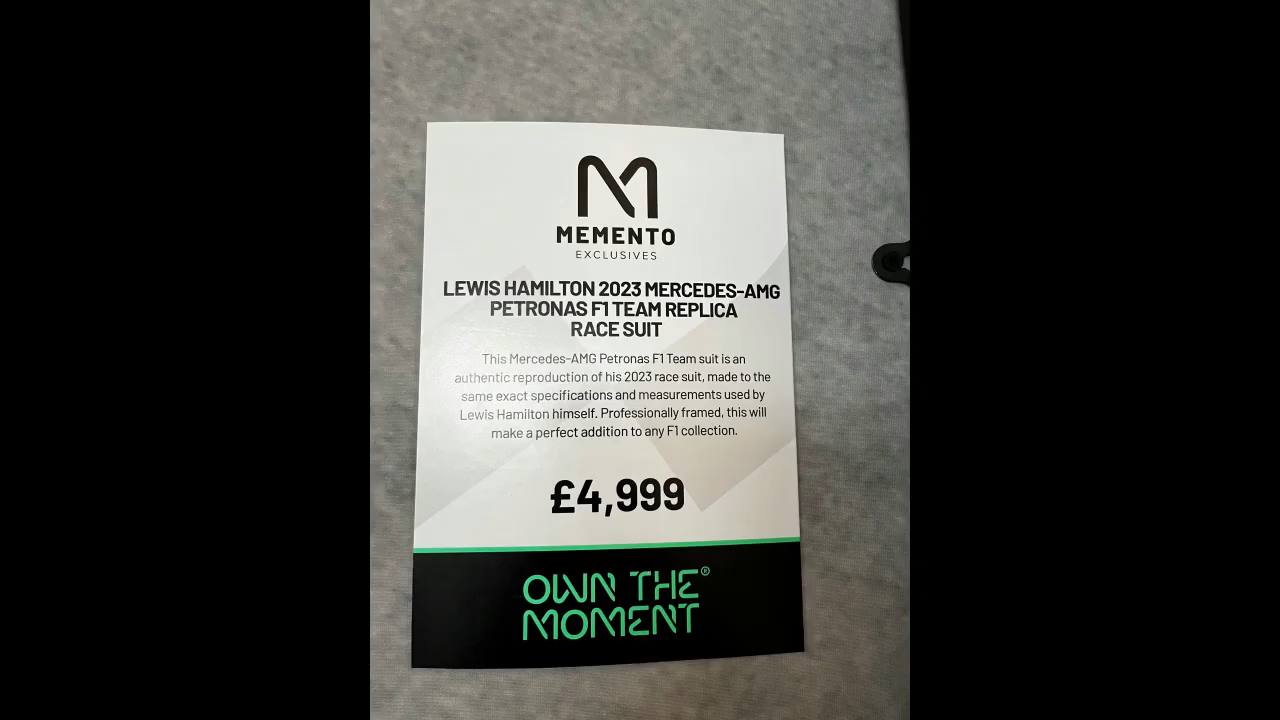 MEMENTO
EXCLUSIVES
LEWIS HAMILTON 2023 MERCEDES-AMG
PETRONAS F1 TEAM REPLICA
RACE SUIT
This Mercedes-AMG Petronas F1 Team suit is an
authentic reproduction of his 2023 race suit, made to the
same exact specifications and measurements used by
Lewis Hamilton himself. Professionally framed, this will
make a perfect addition to any F1 collection.
£4,999
OWN THE®
MOMENT